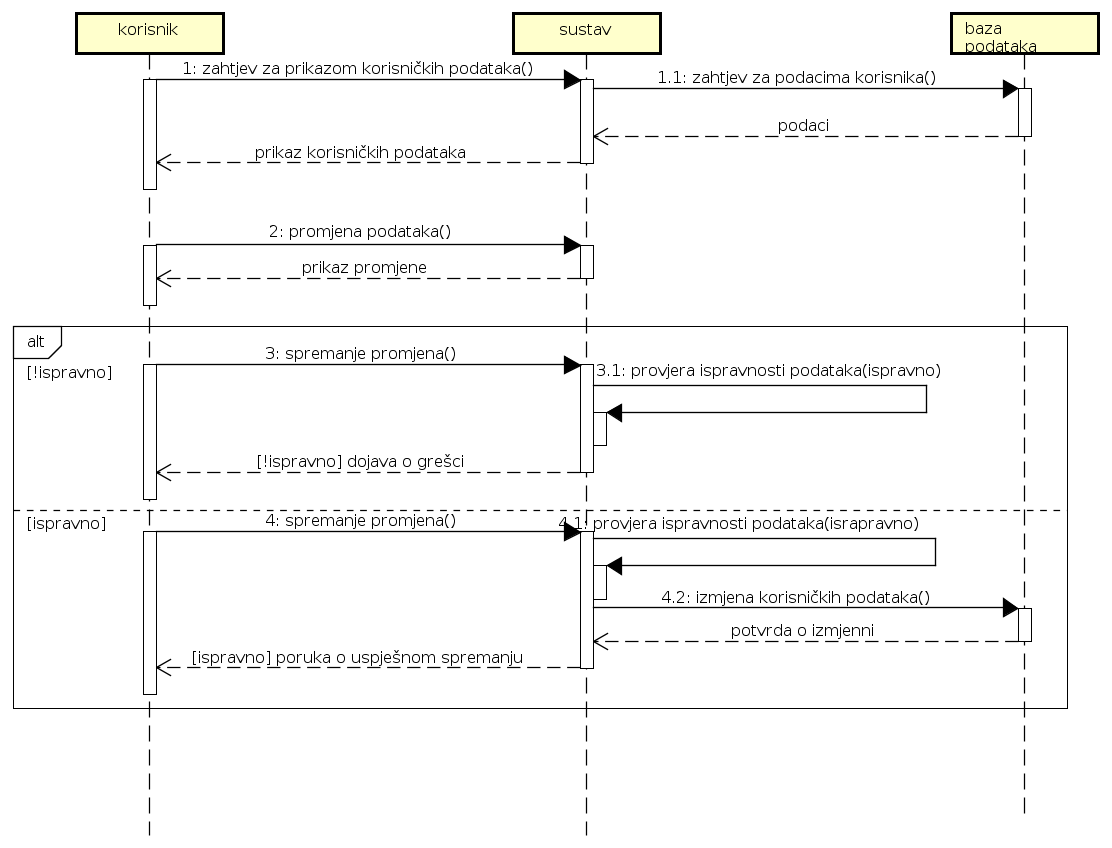 korisnik
sustav
baza
podataka
1: zahtjev za prikazom korisničkih podataka()
1.1: zahtjev za podacima korisnika()
podaci
prikaz korisničkih podataka
2: promjena podataka()
prikaz promjene
alt
3: spremanje promjena()
[!ispravno]
3.1: provjera ispravnosti podataka(ispravno)
[!ispravno] dojava o grešci
4: spremanje promjena()
[ispravno]
4.1: provjera ispravnosti podataka(israpravno)
4.2: izmjena korisničkih podataka()
potvrda o izmjenni
[ispravno] poruka o uspješnom spremanju